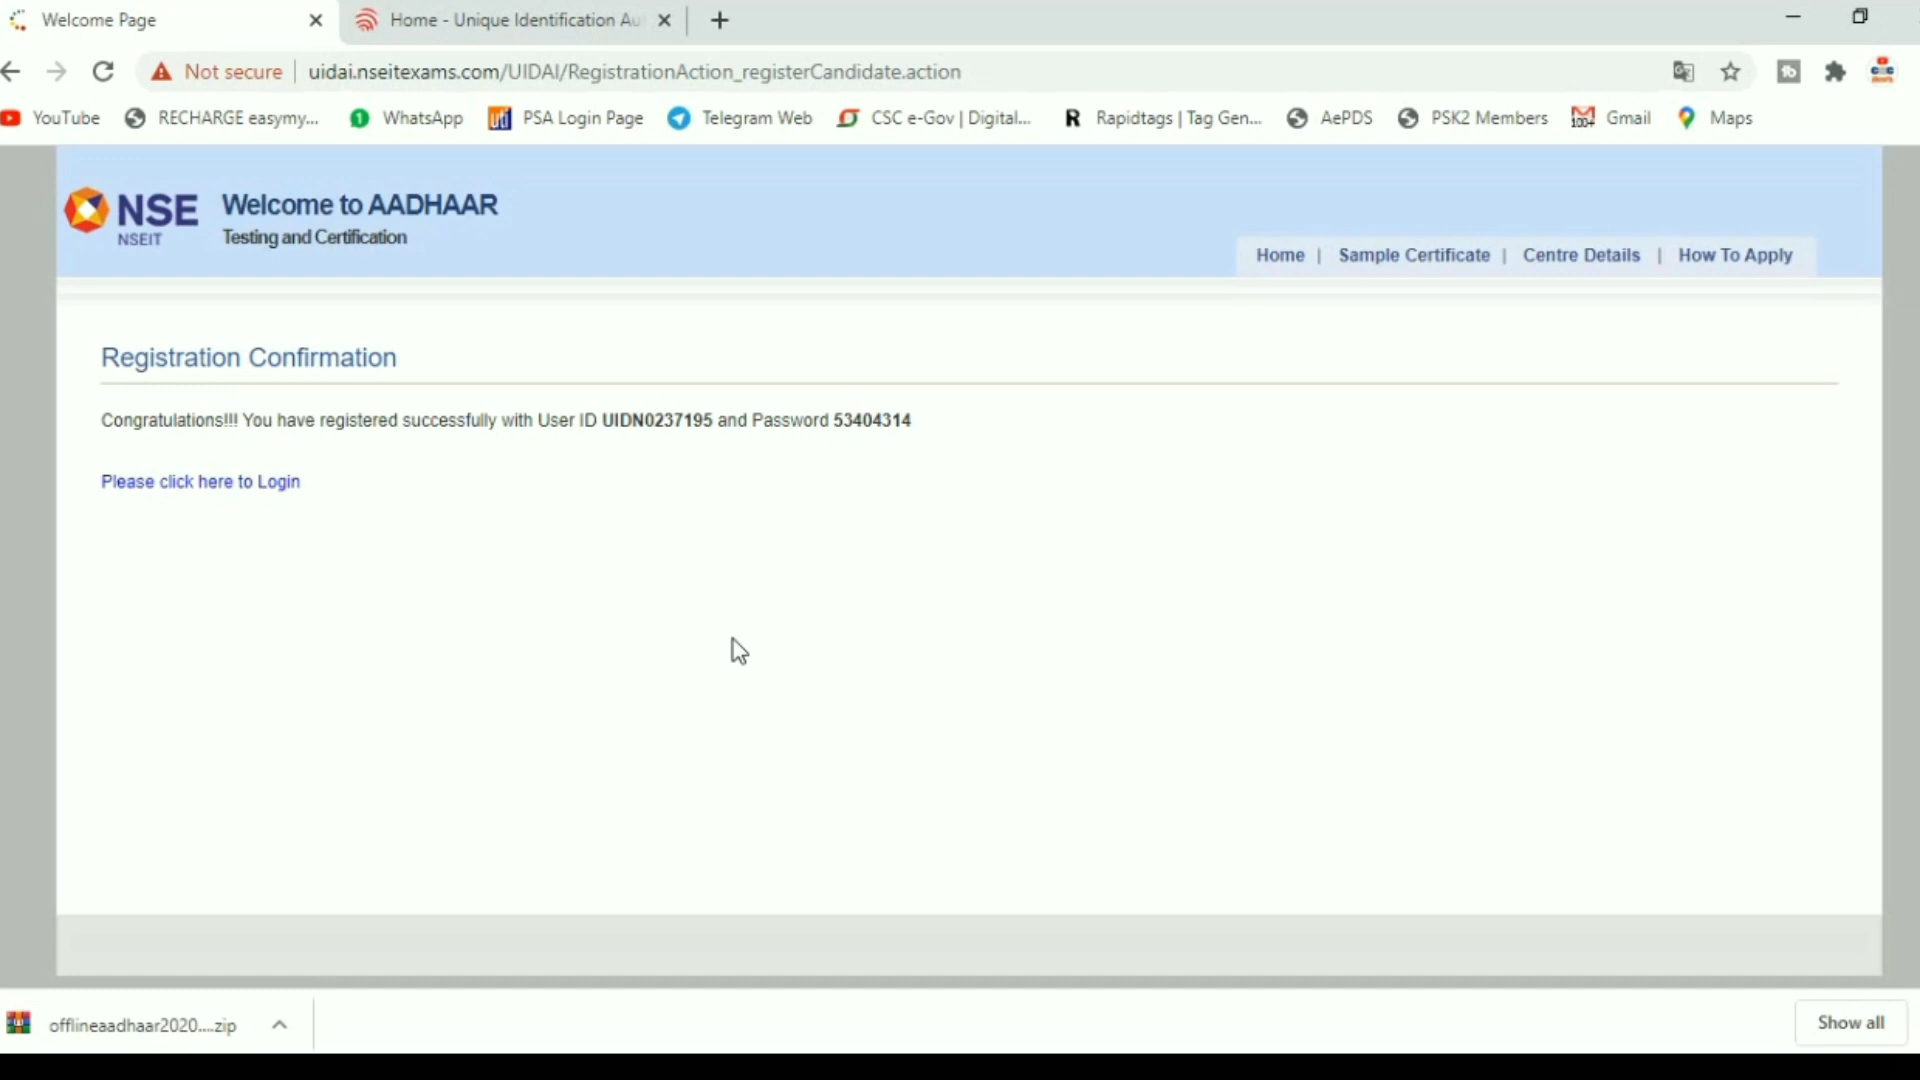 Welcome Page
Home - Unique Identification Au
Not secure
uidai.nseitexams.com/UIDAI/RegistrationAction_registerCandidate.action
YouTube
RECHARGE easymy...
1
WhatsApp
uti
PSA Login Page
Telegram Web
CSC e-Gov | Digital...
R
Rapidtags | Tag Gen...
AePDS
PSK2 Members
100+
Gmail
Maps
NSE
NSEIT
Welcome to AADHAAR
Testing and Certification
Home | Sample Certificate | Centre Details | How To Apply
Registration Confirmation
Congratulations!!! You have registered successfully with User ID UIDN0237195 and Password 53404314
Please click here to Login
offlineaadhaar2020....zip
Show all